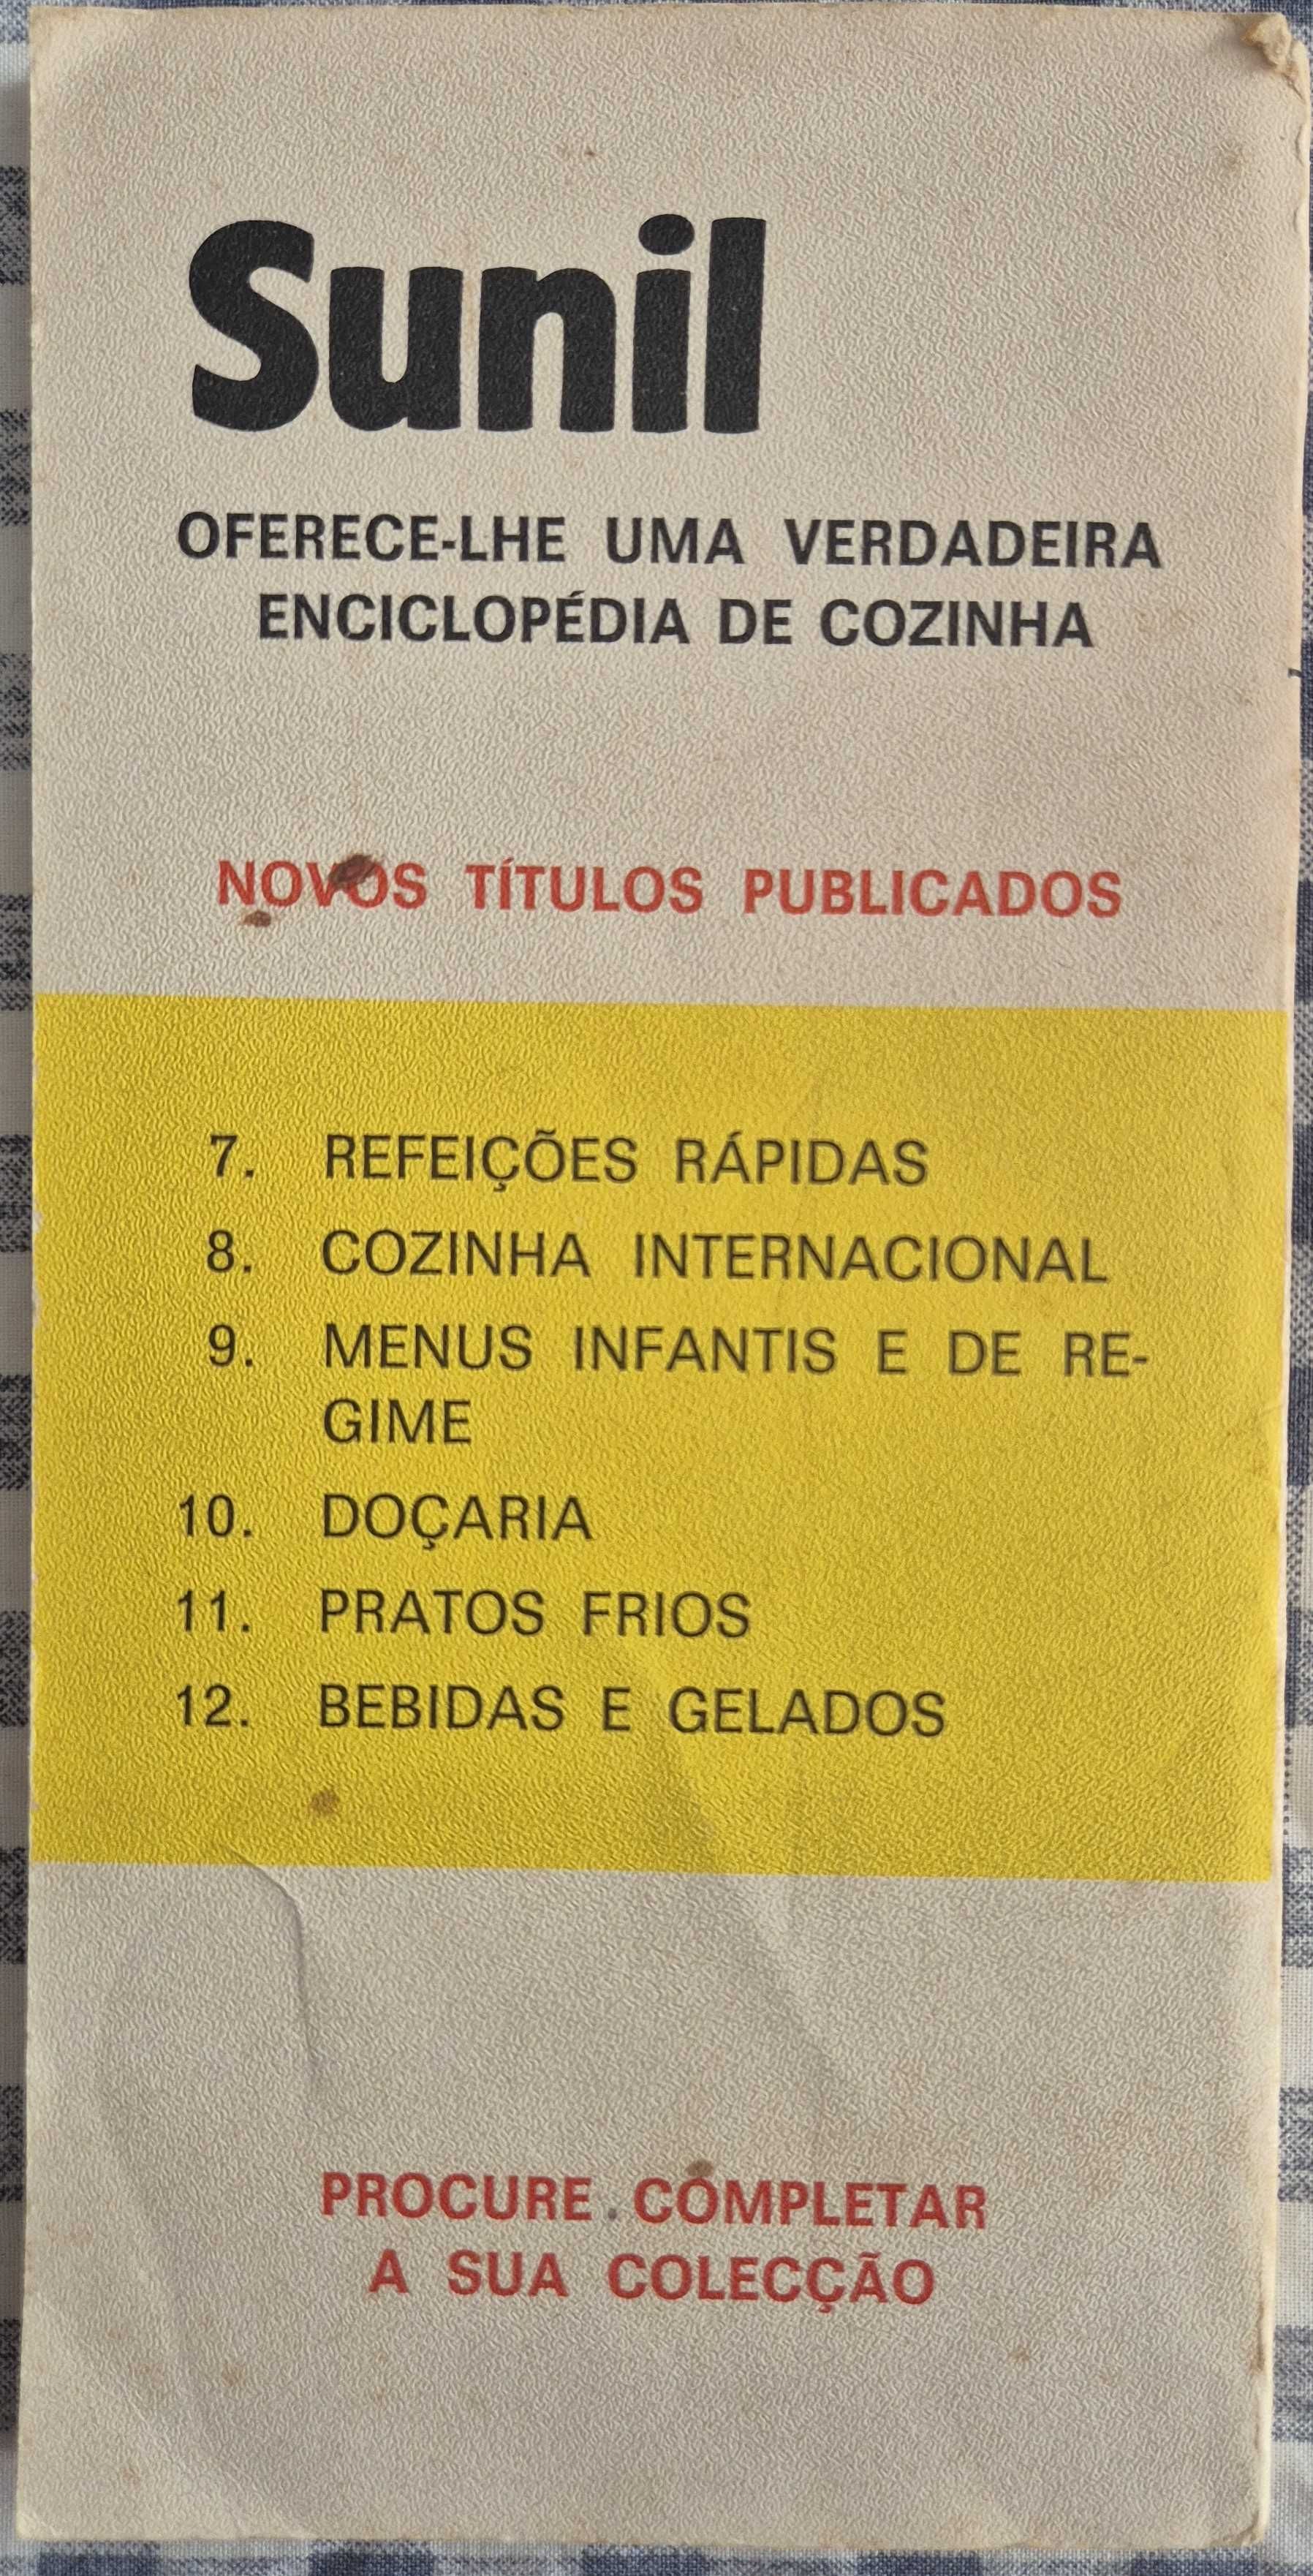 Sunil
OFERECE-LHE UMA VERDADEIRA
ENCICLOPÉDIA DE COZINHA
NOVOS TÍTULOS PUBLICADOS
7. REFEIÇÕES RÁPIDAS
8. COZINHA INTERNACIONAL
9. MENUS INFANTIS E DE RE-
GIME
10. DOÇARIA
11. PRATOS FRIOS
12. BEBIDAS E GELADOS
PROCURE COMPLETAR
A SUA COLECÇÃO